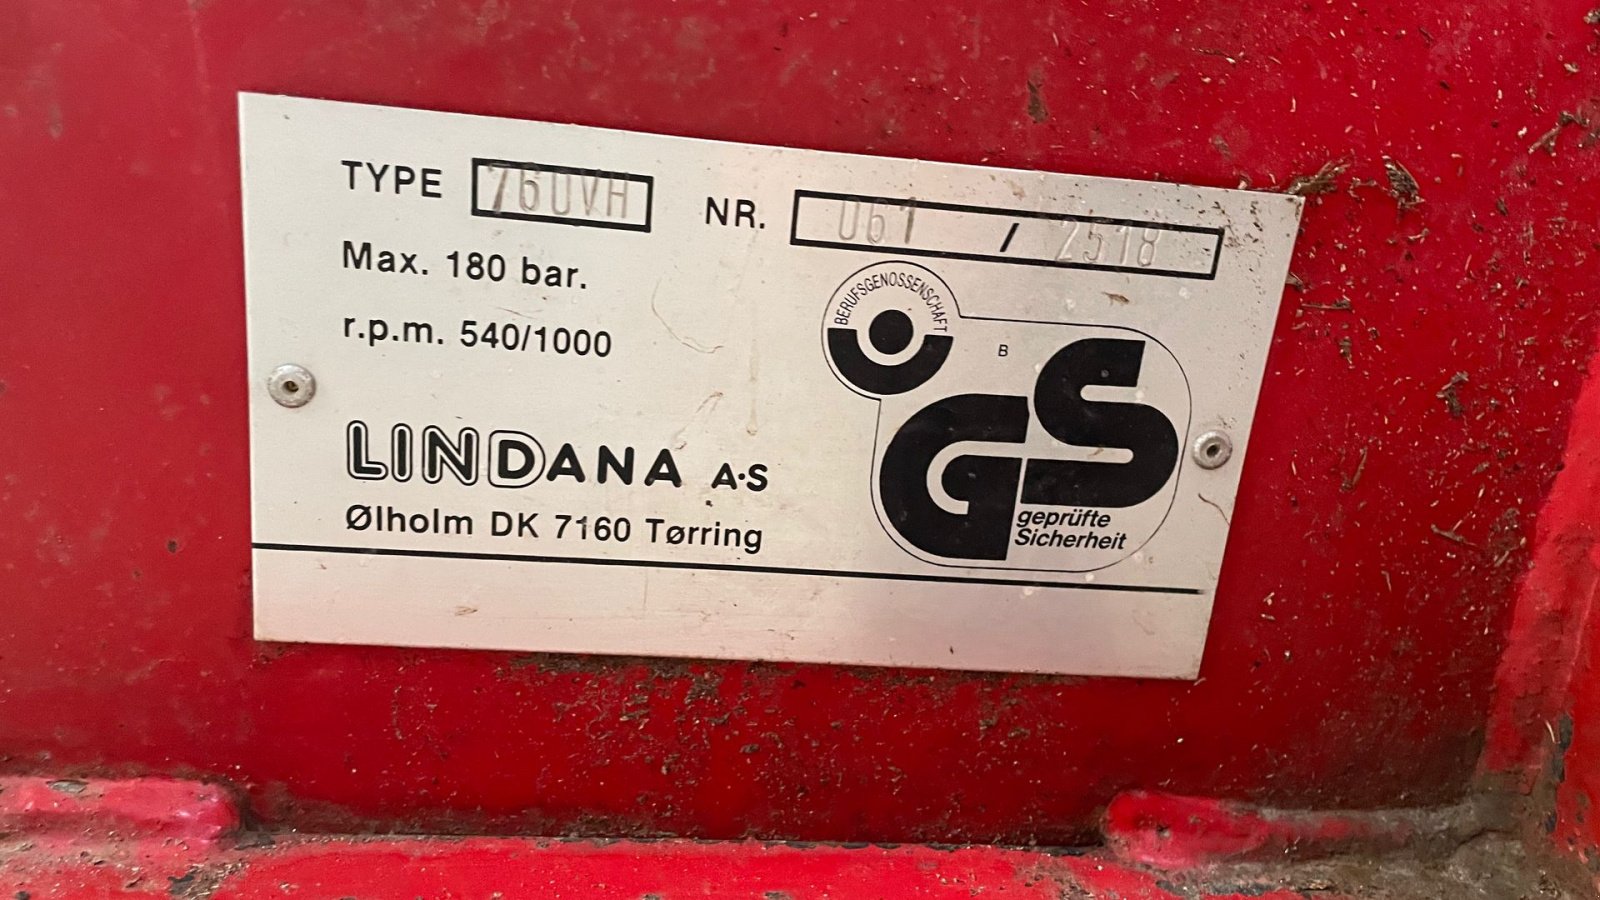 TYPE 760VH NR. 061 / 2518
Max. 180 bar.
r.p.m. 540/1000
LINDANA A·S
Ølholm DK 7160 Tørring
BERUFSGENOSSENSCHAFT
B
GS
geprüfte
Sicherheit